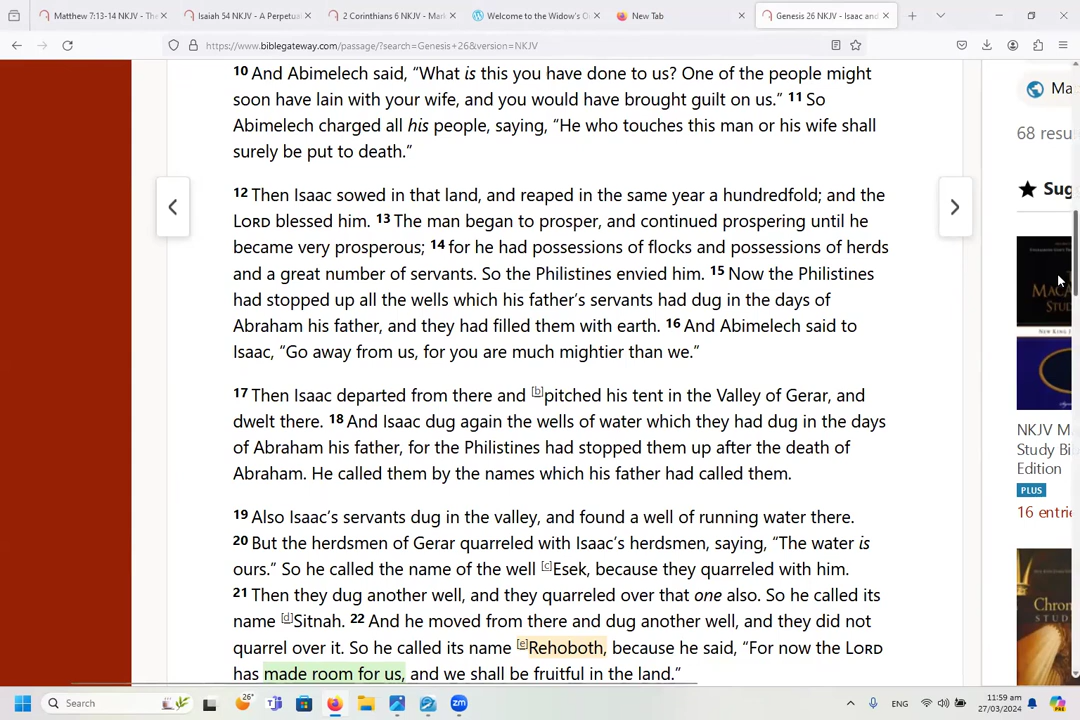 Matthew 7:13-14 NKJV - The
Isaiah 54 NKJV - A Perpetual
2 Corinthians 6 NKJV - Mar
Welcome to the Widow's O
New Tab
Genesis 26 NKJV - Isaac and
https://www.biblegateway.com/passage/?search=Genesis+26&version=NKJV
10 And Abimelech said, “What is this you have done to us? One of the people might
soon have lain with your wife, and you would have brought guilt on us.” 11 So
Abimelech charged all his people, saying, “He who touches this man or his wife shall
surely be put to death.”
12 Then Isaac sowed in that land, and reaped in the same year a hundredfold; and the
LORD blessed him. 13 The man began to prosper, and continued prospering until he
became very prosperous; 14 for he had possessions of flocks and possessions of herds
and a great number of servants. So the Philistines envied him. 15 Now the Philistines
had stopped up all the wells which his father’s servants had dug in the days of
Abraham his father, and they had filled them with earth. 16 And Abimelech said to
Isaac, “Go away from us, for you are much mightier than we.”
17 Then Isaac departed from there and [b]pitched his tent in the Valley of Gerar, and
dwelt there. 18 And Isaac dug again the wells of water which they had dug in the days
of Abraham his father, for the Philistines had stopped them up after the death of
Abraham. He called them by the names which his father had called them.
19 Also Isaac’s servants dug in the valley, and found a well of running water there.
20 But the herdsmen of Gerar quarreled with Isaac’s herdsmen, saying, “The water is
ours.” So he called the name of the well [c]Esek, because they quarreled with him.
21 Then they dug another well, and they quarreled over that one also. So he called its
name [d]Sitnah. 22 And he moved from there and dug another well, and they did not
quarrel over it. So he called its name [e]Rehoboth, because he said, “For now the LORD
has made room for us, and we shall be fruitful in the land.”
Ma
68 resu
Sug
NKJV M
Study Bi
Edition
PLUS
16 entri
Chron
STUD
Search
26°
ENG
11:59 am
27/03/2024